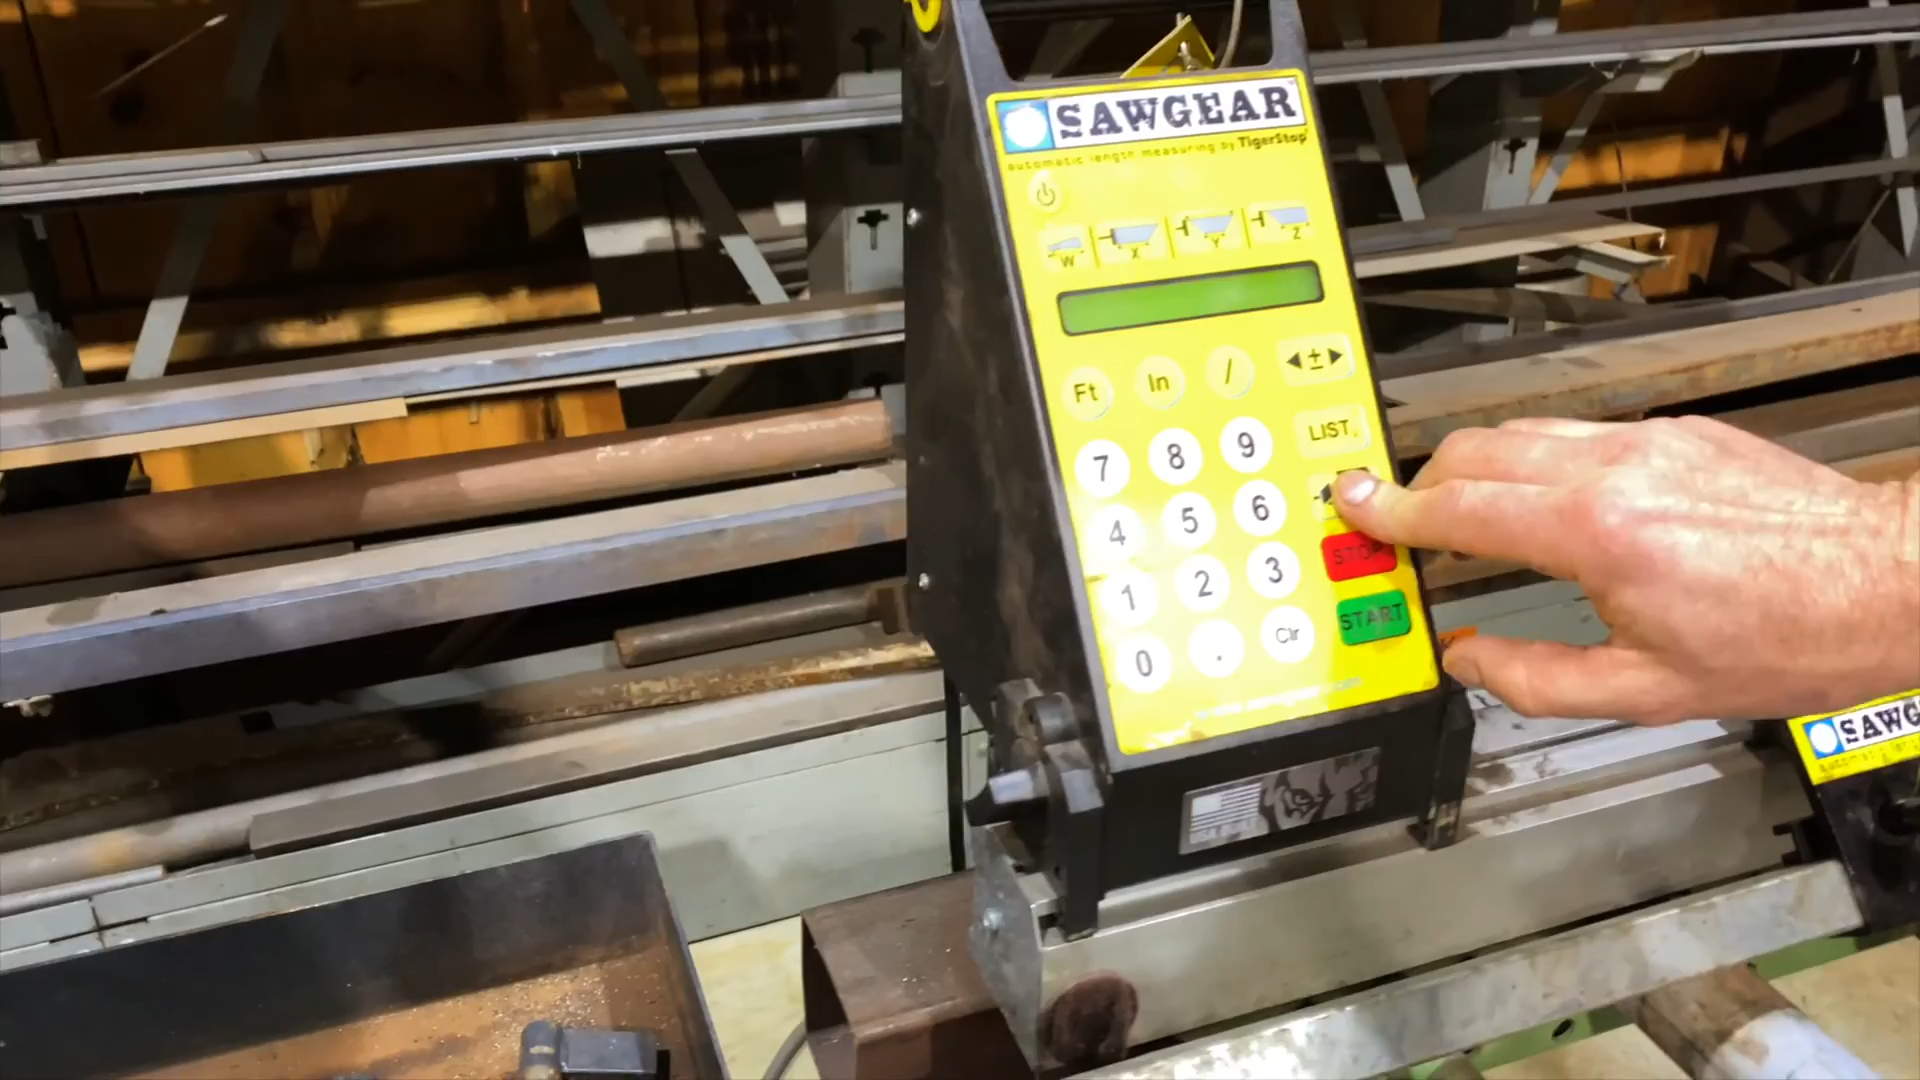 SAWGEAR
automatic length measuring by TigerStop
W X Y Z
Ft In / ◄±►
LIST
7 8 9
4 5 6
STOP
1 2 3
START
0 . Clr
SAWG